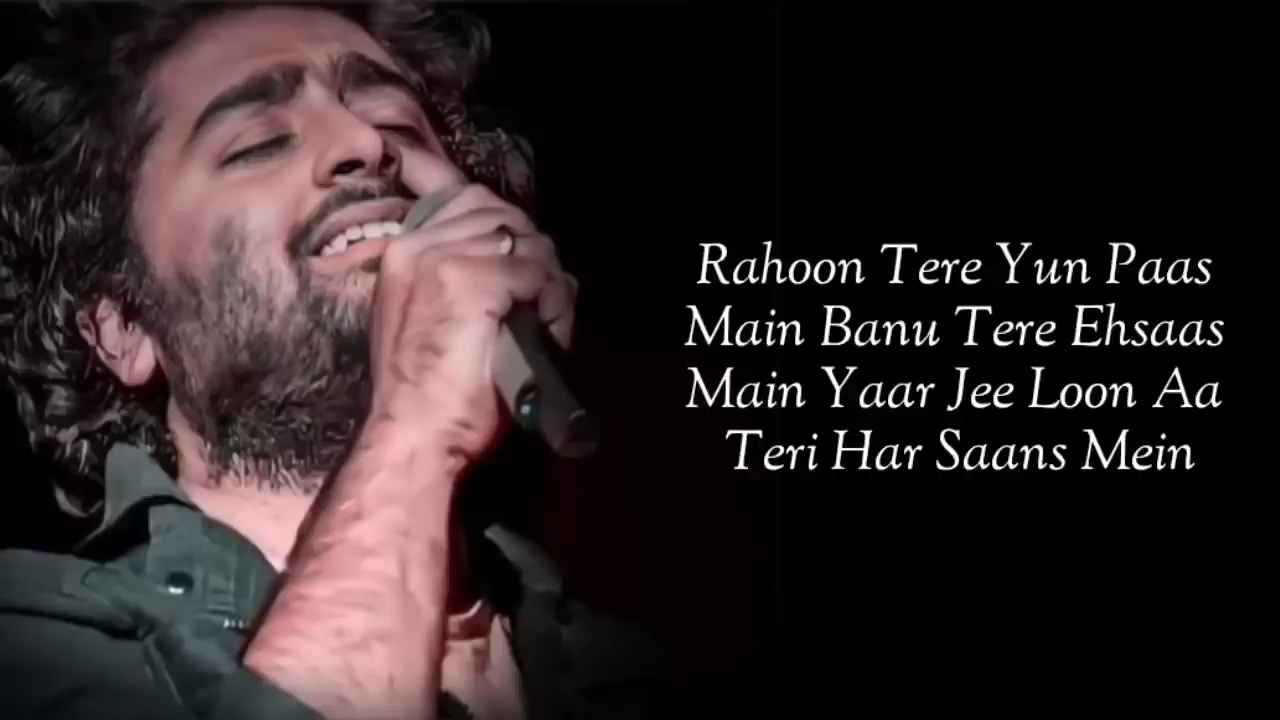 Rahoon Tere Yun Paas
Main Banu Tere Ehsaas
Main Yaar Jee Loon Aa
Teri Har Saans Mein